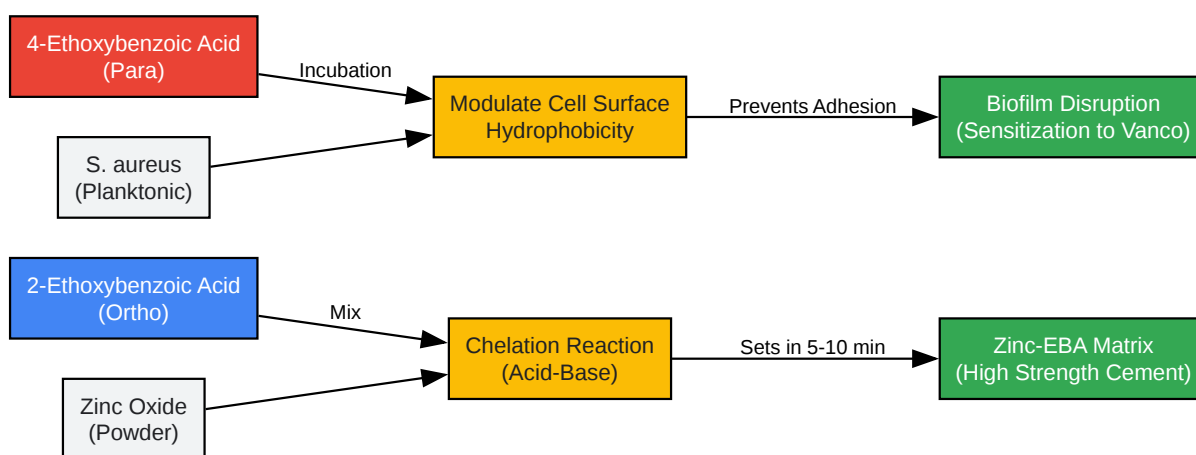 4-Ethoxybenzoic Acid
(Para)
Incubation
S. aureus
(Planktonic)
Modulate Cell Surface
Hydrophobicity
Prevents Adhesion
Biofilm Disruption
(Sensitization to Vanco)
2-Ethoxybenzoic Acid
(Ortho)
Mix
Zinc Oxide
(Powder)
Chelation Reaction
(Acid-Base)
Sets in 5-10 min
Zinc-EBA Matrix
(High Strength Cement)